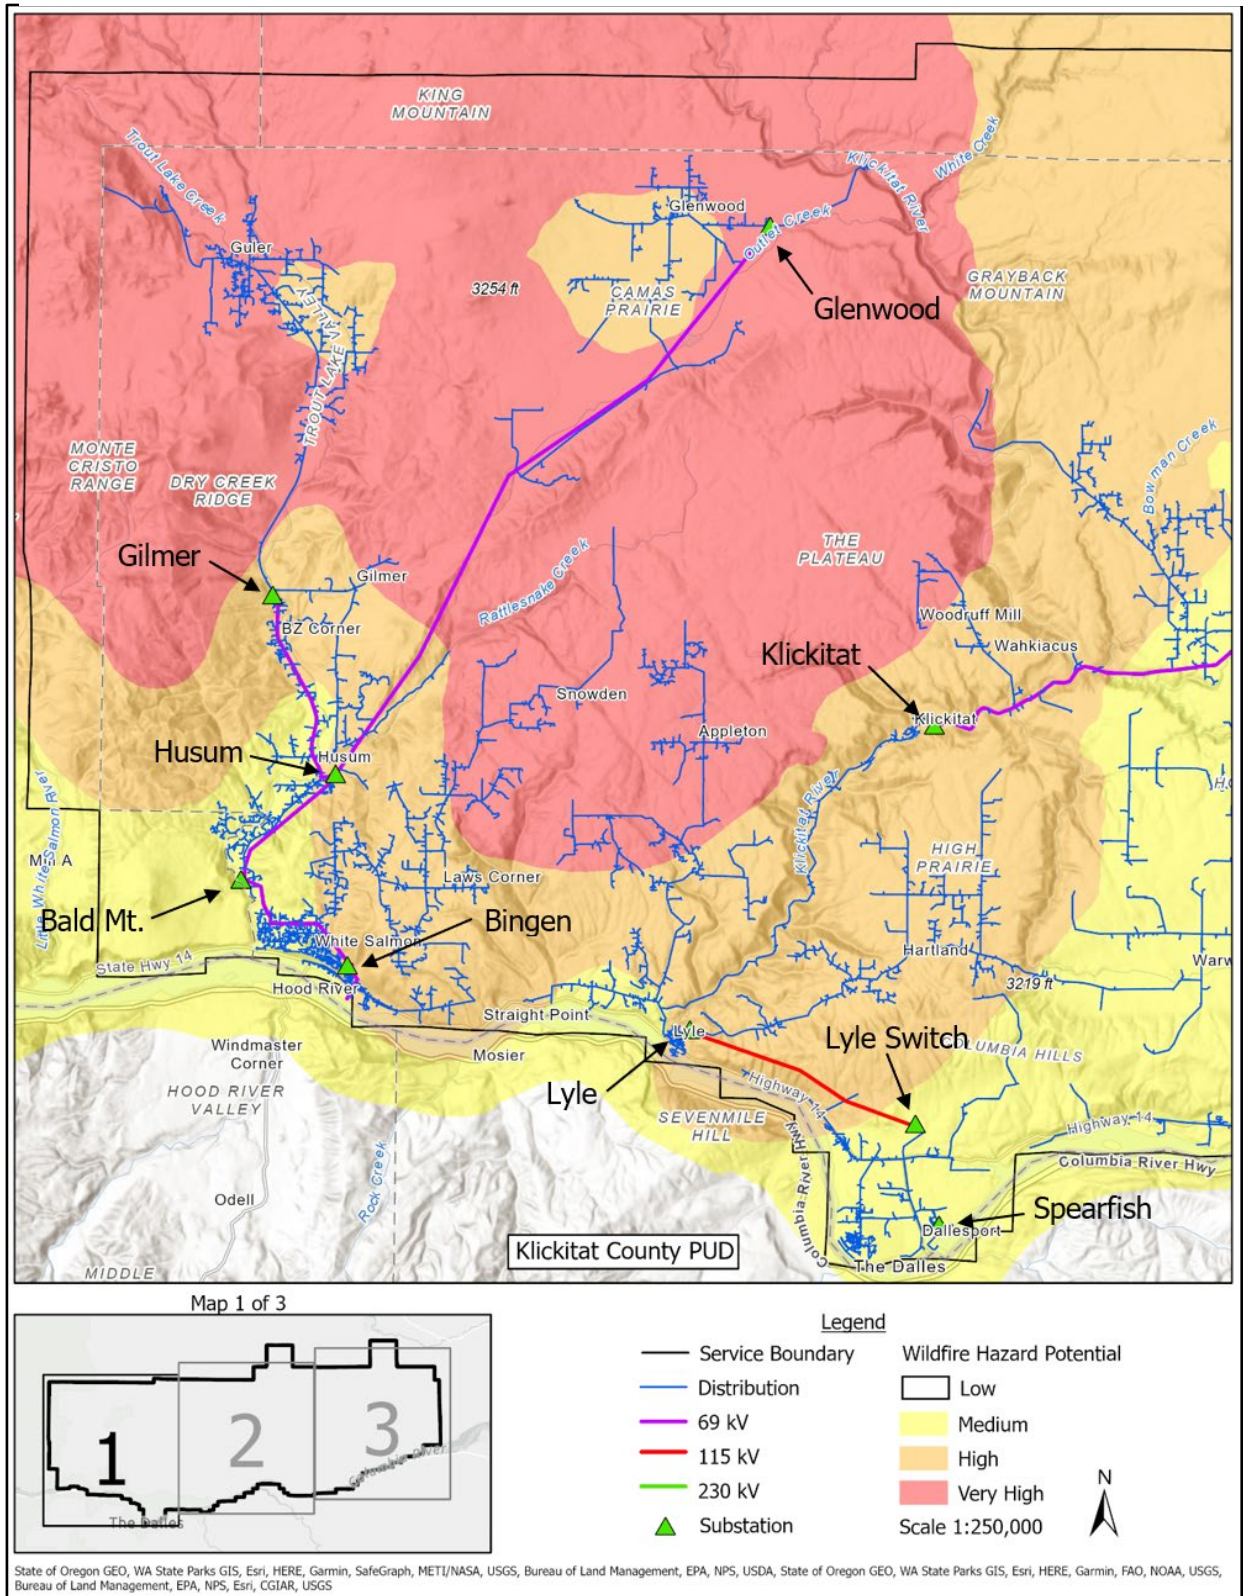 KING
MOUNTAIN
Trout Lake Creek
White Creek
Klickitat River
Glenwood
Outlet Creek
Guler
3254 ft
CAMAS
PRAIRIE
GRAYBACK
MOUNTAIN
Glenwood
TROUT LAKE VALLEY
MONTE
CRISTO
RANGE
DRY CREEK
RIDGE
Bowman Creek
THE
PLATEAU
Gilmer
Gilmer
Rattlesnake Creek
BZ Corner
Woodruff Mill
Wahkiacus
Klickitat
Snowden
Klickitat
Appleton
Husum
Husum
Little White Salmon River
Klickitat River
HIGH
PRAIRIE
Mill A
Laws Corner
Bald Mt.
Bingen
White Salmon
Hartland
Warw
State Hwy 14
Hood River
3219 ft
Straight Point
Lyle
Lyle Switch
COLUMBIA HILLS
Windmaster
Corner
Mosier
HOOD RIVER
VALLEY
Lyle
Highway 14
SEVENMILE
HILL
Highway 14
Columbia River Hwy
Columbia River Hwy
Rock Creek
Odell
Spearfish
Dallesport
Klickitat County PUD
The Dalles
MIDDLE
Map 1 of 3
1
2
3
Columbia River
The Dalles
Legend
Service Boundary
Distribution
69 kV
115 kV
230 kV
Substation
Wildfire Hazard Potential
Low
Medium
High
Very High
Scale 1:250,000
N
State of Oregon GEO, WA State Parks GIS, Esri, HERE, Garmin, SafeGraph, METI/NASA, USGS, Bureau of Land Management, EPA, NPS, USDA, State of Oregon GEO, WA State Parks GIS, Esri, HERE, Garmin, FAO, NOAA, USGS,
Bureau of Land Management, EPA, NPS, Esri, CGIAR, USGS